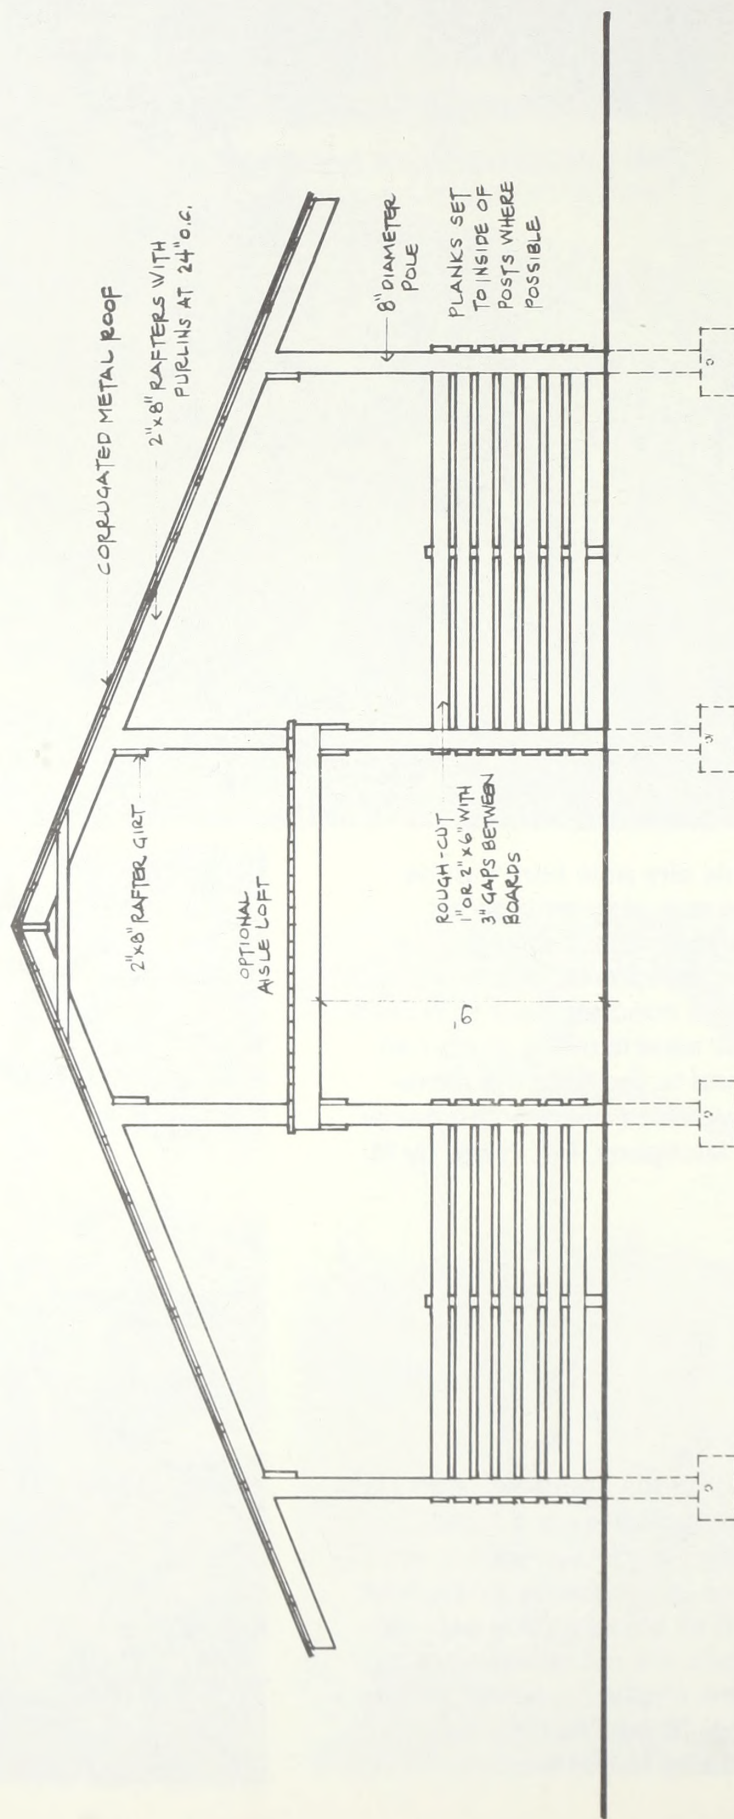 CORRUGATED METAL ROOF
2"x8" RAFTERS WITH
PURLINS AT 24" O.C.
2"x8" RAFTER GIRT
OPTIONAL
AISLE LOFT
8" DIAMETER
POLE
PLANKS SET
TO INSIDE OF
POSTS WHERE
POSSIBLE
ROUGH-CUT
1" OR 2"x6" WITH
3" GAPS BETWEEN
BOARDS